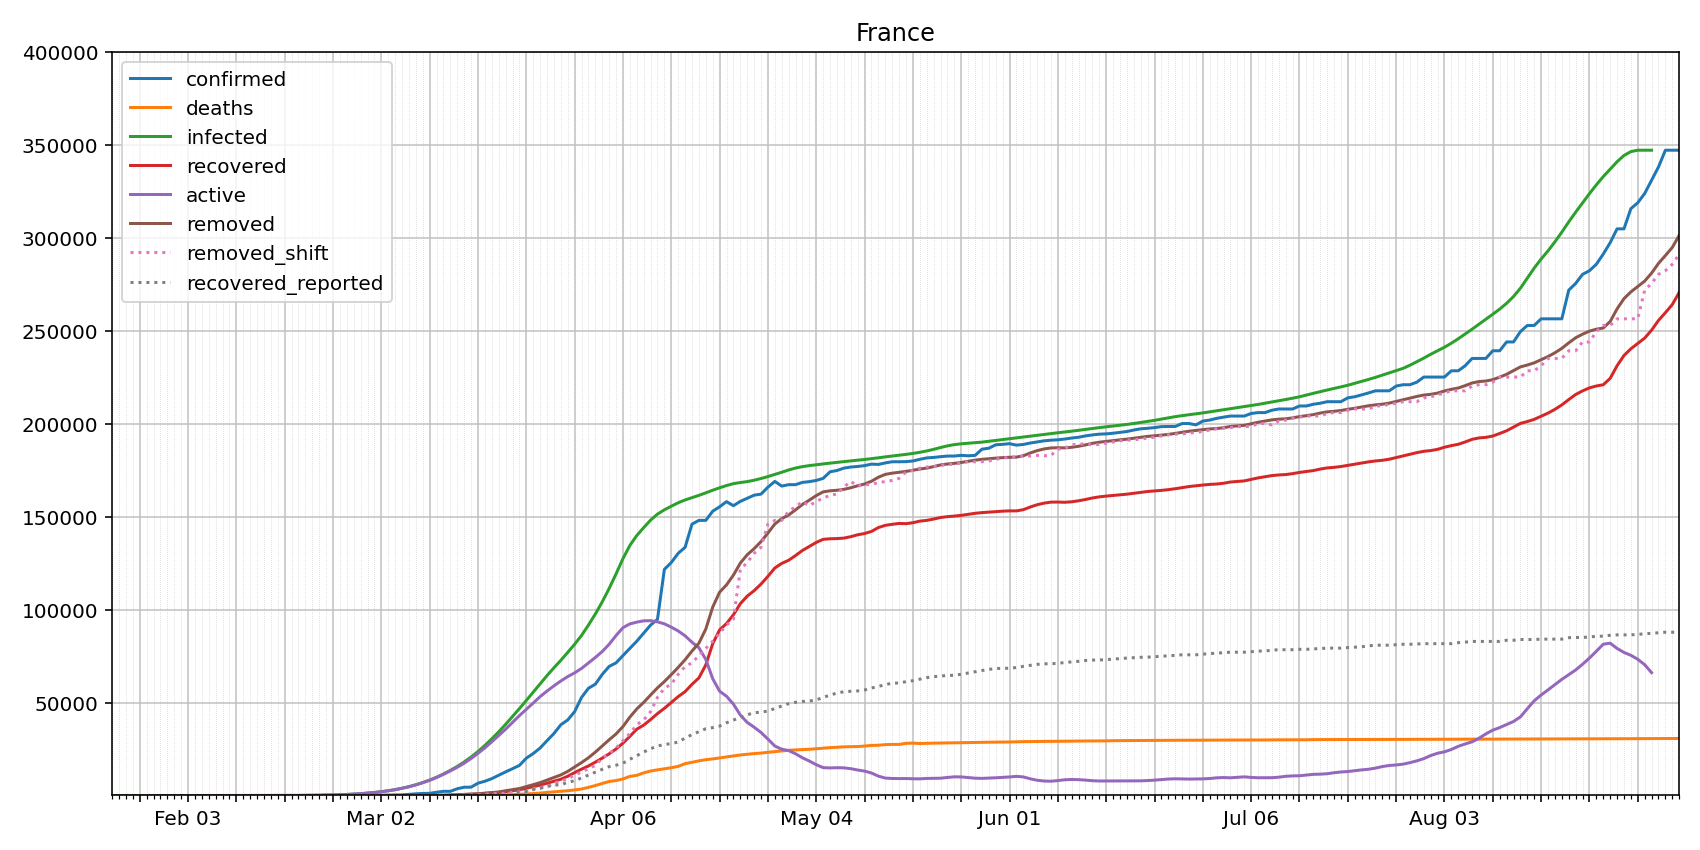 France
400000
350000
300000
250000
200000
150000
100000
50000
confirmed
deaths
infected
recovered
active
removed
removed_shift
recovered_reported
Feb 03 Mar 02 Apr 06 May 04 Jun 01 Jul 06 Aug 03